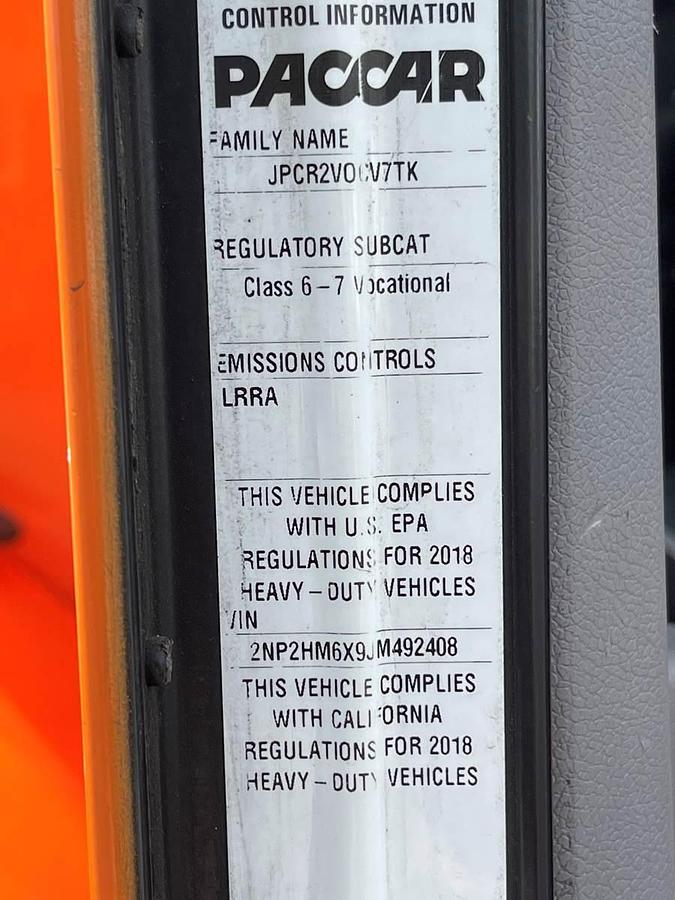 CONTROL INFORMATION
PACCAR
FAMILY NAME
JPCR2VOCV7TK
REGULATORY SUBCAT
Class 6-7 Vocational
EMISSIONS CONTROLS
LRRA
THIS VEHICLE COMPLIES
WITH U.S. EPA
REGULATIONS FOR 2018
HEAVY-DUTY VEHICLES
VIN
2NP2HM6X9JM492408
THIS VEHICLE COMPLIES
WITH CALIFORNIA
REGULATIONS FOR 2018
HEAVY-DUTY VEHICLES